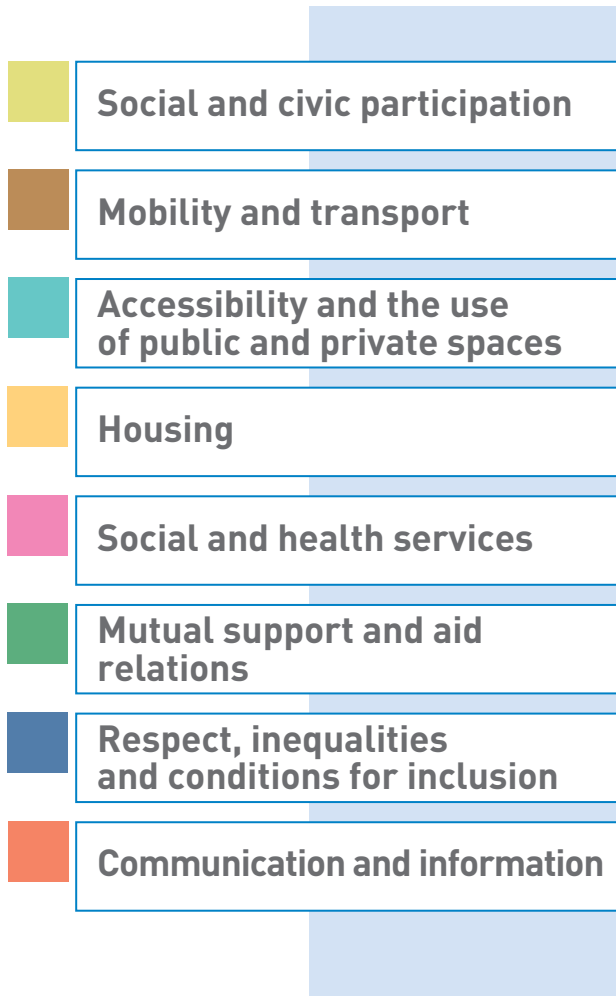 Social and civic participation
Mobility and transport
Accessibility and the use
of public and private spaces
Housing
Social and health services
Mutual support and aid
relations
Respect, inequalities
and conditions for inclusion
Communication and information